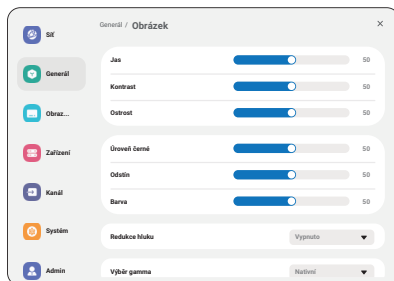 Generál / Obrázek
Síť
Generál
Obraz...
Zařízení
Kanál
Systém
Admin
Jas 50
Kontrast 50
Ostrost 50
Úroveň černé 50
Odstín 50
Barva 50
Redukce hluku Vypnuto
Výběr gamma Nativní